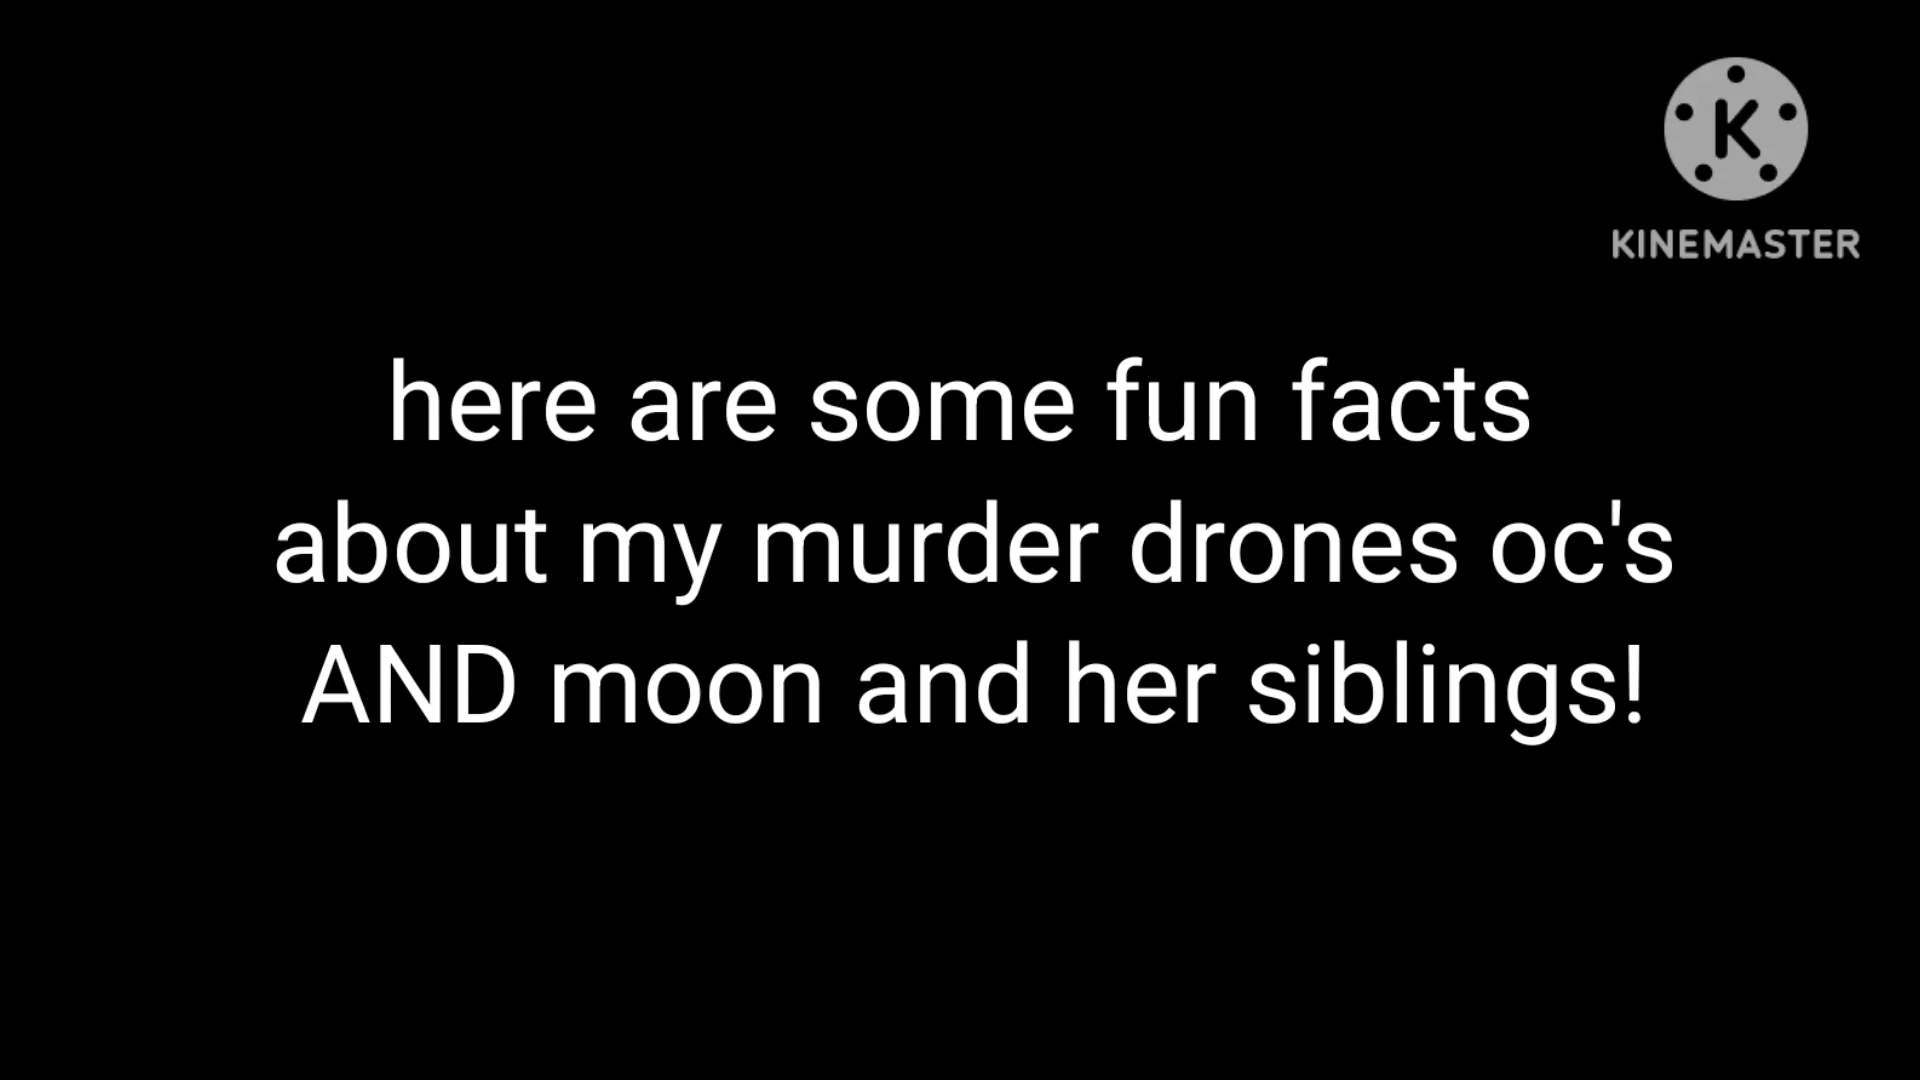 K
KINEMASTER
here are some fun facts
about my murder drones oc's
AND moon and her siblings!